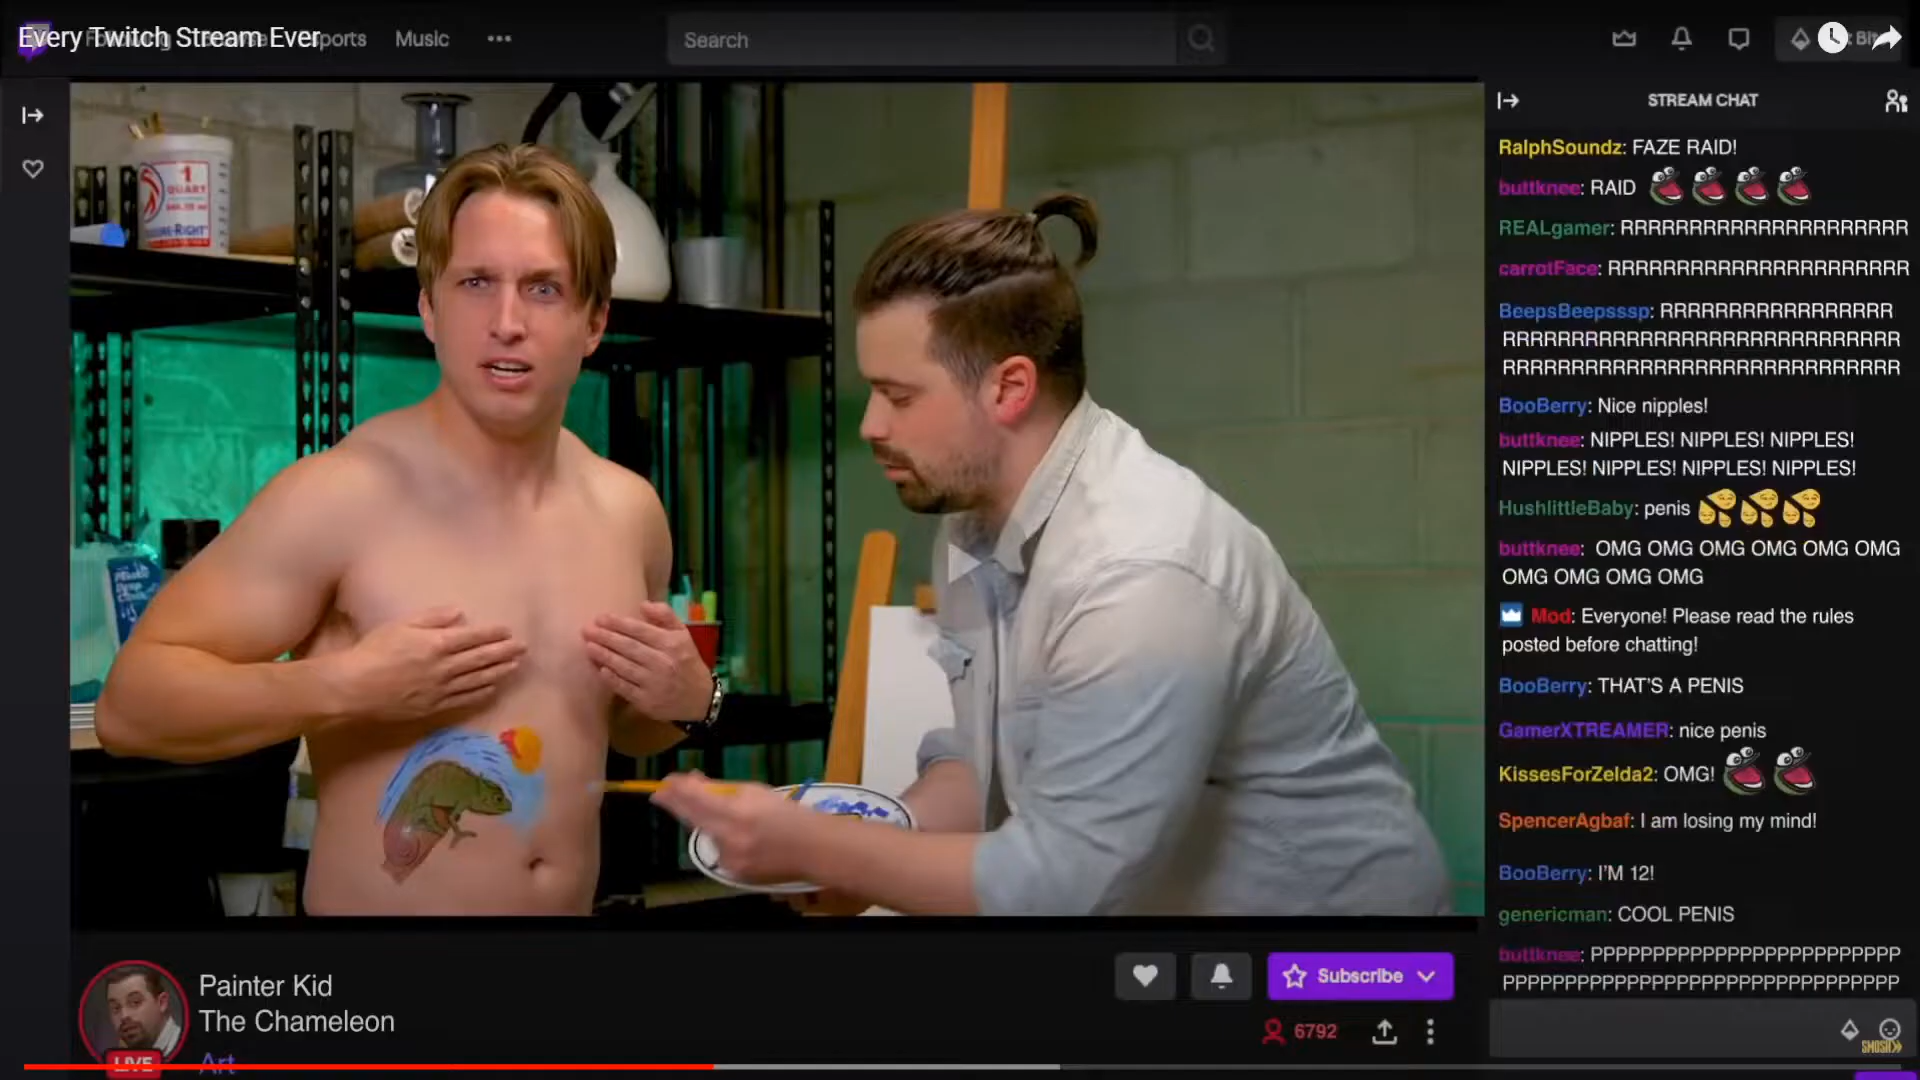 Every Twitch Stream Ever
Music
Search
STREAM CHAT
RalphSoundz: FAZE RAID!
buttknee: RAID
REALgamer: RRRRRRRRRRRRRRRRRRRRR
carrotFace: RRRRRRRRRRRRRRRRRRRRRR
BeepsBeepsssp: RRRRRRRRRRRRRRRRR
RRRRRRRRRRRRRRRRRRRRRRRRRRRRR
RRRRRRRRRRRRRRRRRRRRRRRRRRRRR
BooBerry: Nice nipples!
buttknee: NIPPLES! NIPPLES! NIPPLES!
NIPPLES! NIPPLES! NIPPLES! NIPPLES!
HushlittleBaby: penis
buttknee: OMG OMG OMG OMG OMG OMG
OMG OMG OMG OMG
Mod: Everyone! Please read the rules
posted before chatting!
BooBerry: THAT'S A PENIS
GamerXTREAMER: nice penis
KissesForZelda2: OMG!
SpencerAgbaf: I am losing my mind!
BooBerry: I'M 12!
genericman: COOL PENIS
buttknee: PPPPPPPPPPPPPPPPPPPPPPPPP
PPPPPPPPPPPPPPPPPPPPPPPPPPPPPPPP
1
QUART
Painter Kid
The Chameleon
Art
LIVE
Subscribe
6792
SMOSH